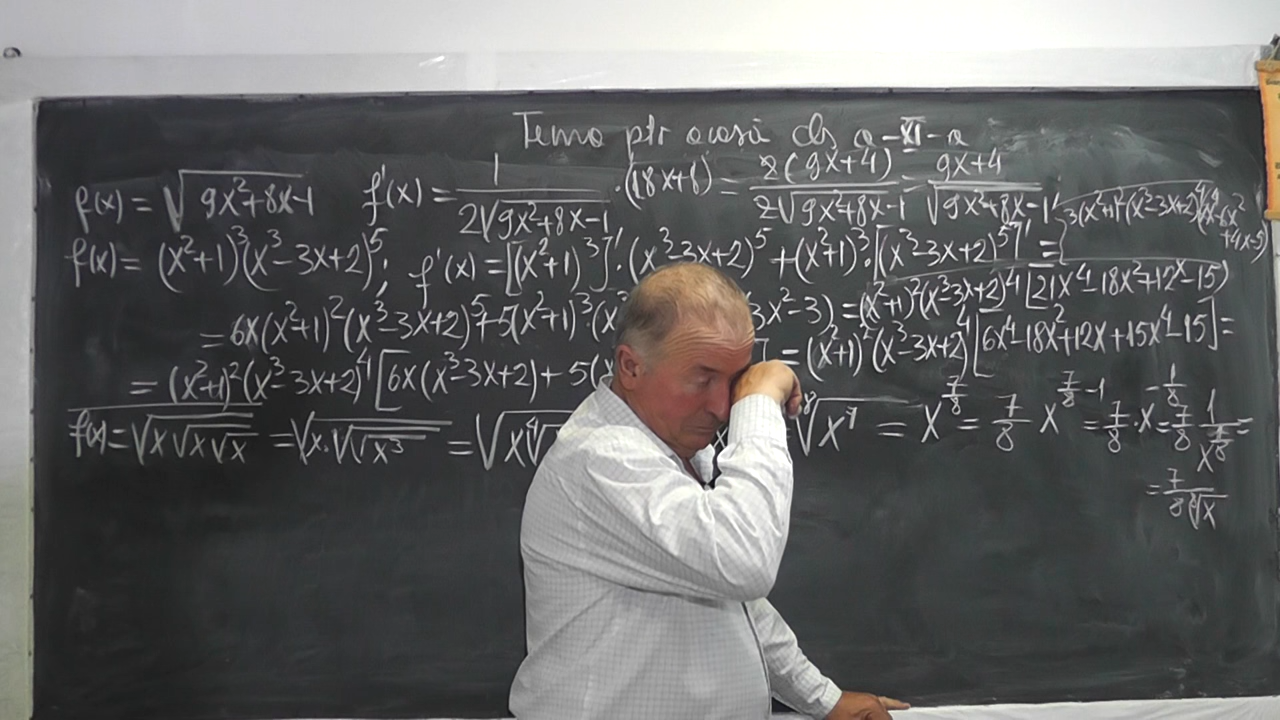 Tema ptr acasă cls a-XI-a
f(x) = √(9x²+8x-1) f'(x) = 1/(2√(9x²+8x-1)) · (18x+8) = 2(9x+4)/(2√(9x²+8x-1)) = (9x+4)/√(9x²+8x-1)
f(x) = (x²+1)³(x³-3x+2)⁵; f'(x) = [(x²+1)³]'·(x³-3x+2)⁵ + (x²+1)³·[(x³-3x+2)⁵]' =
= 6x(x²+1)²(x³-3x+2)⁵+5(x²+1)³·(x³ 3x²-3) = (x²+1)²(x³-3x+2)⁴[21x⁴-18x²+12x-15)
= (x²+1)²(x³-3x+2)⁴[6x(x³-3x+2)+5(x = (x²+1)²(x³-3x+2)⁴[6x⁴-18x²+12x+15x⁴-15] =
f(x) = √(x√(x√x)) = √(x·√(√x³)) = √(x⁴√ ⁸√x⁷ = x^(7/8) = 7/8 x^(7/8-1) = 7/8·x^(-1/8) = 7/8 1/x^(1/8) =
= 7/(8⁸√x)